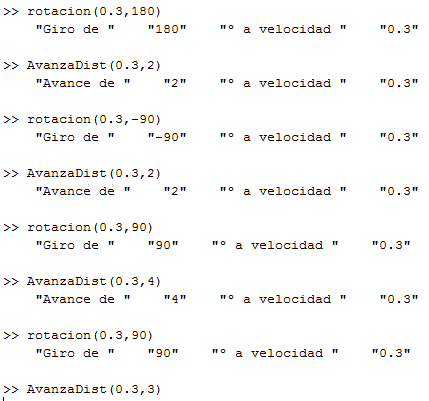 >> rotacion(0.3,180)
    "Giro de "    "180"    "° a velocidad "    "0.3"
>> AvanzaDist(0.3,2)
    "Avance de "    "2"    "° a velocidad "    "0.3"
>> rotacion(0.3,-90)
    "Giro de "    "-90"    "° a velocidad "    "0.3"
>> AvanzaDist(0.3,2)
    "Avance de "    "2"    "° a velocidad "    "0.3"
>> rotacion(0.3,90)
    "Giro de "    "90"    "° a velocidad "    "0.3"
>> AvanzaDist(0.3,4)
    "Avance de "    "4"    "° a velocidad "    "0.3"
>> rotacion(0.3,90)
    "Giro de "    "90"    "° a velocidad "    "0.3"
>> AvanzaDist(0.3,3)